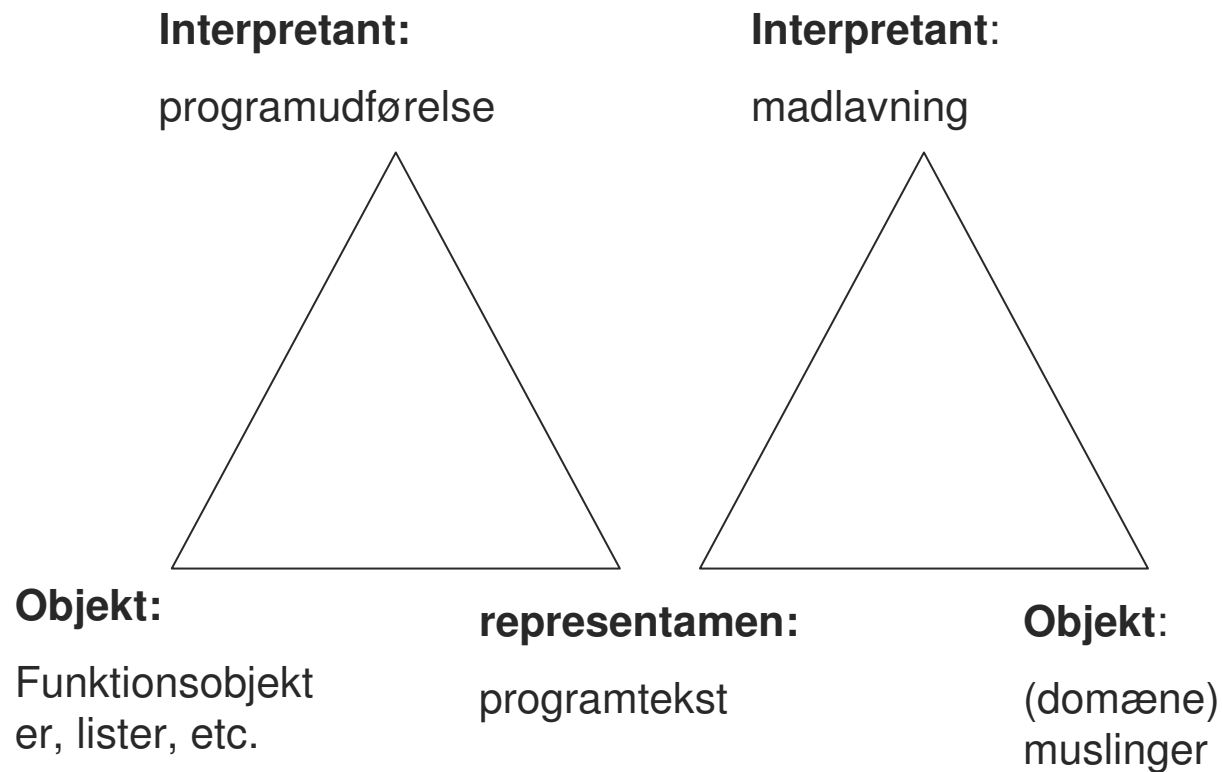 Interpretant:
programudførelse
Interpretant:
madlavning
Objekt:
Funktionsobjekt
er, lister, etc.
representamen:
programtekst
Objekt:
(domæne)
muslinger